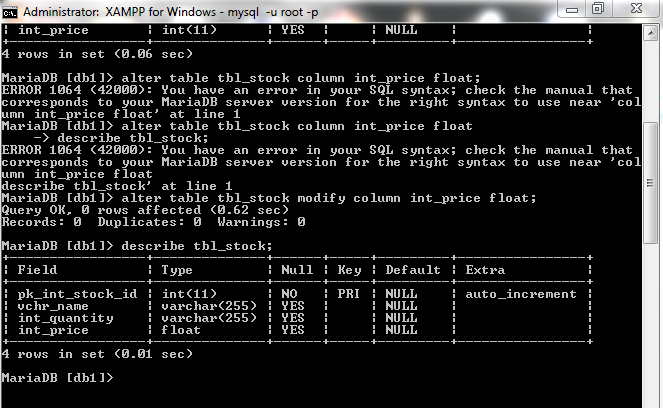 Administrator: XAMPP for Windows - mysql -u root -p
| int_price | int(11) | YES | | NULL | |
+----------------+--------------+------+-----+---------+----------------+
4 rows in set (0.06 sec)
MariaDB [db1]> alter table tbl_stock column int_price float;
ERROR 1064 (42000): You have an error in your SQL syntax; check the manual that
corresponds to your MariaDB server version for the right syntax to use near 'col
umn int_price float' at line 1
MariaDB [db1]> alter table tbl_stock column int_price float
    -> describe tbl_stock;
ERROR 1064 (42000): You have an error in your SQL syntax; check the manual that
corresponds to your MariaDB server version for the right syntax to use near 'col
umn int_price float
describe tbl_stock' at line 1
MariaDB [db1]> alter table tbl_stock modify column int_price float;
Query OK, 0 rows affected (0.62 sec)
Records: 0  Duplicates: 0  Warnings: 0
MariaDB [db1]> describe tbl_stock;
+-----------------+--------------+------+-----+---------+----------------+
| Field | Type | Null | Key | Default | Extra |
+-----------------+--------------+------+-----+---------+----------------+
| pk_int_stock_id | int(11) | NO | PRI | NULL | auto_increment |
| vchr_name | varchar(255) | YES | | NULL | |
| int_quantity | varchar(255) | YES | | NULL | |
| int_price | float | YES | | NULL | |
+-----------------+--------------+------+-----+---------+----------------+
4 rows in set (0.01 sec)
MariaDB [db1]>